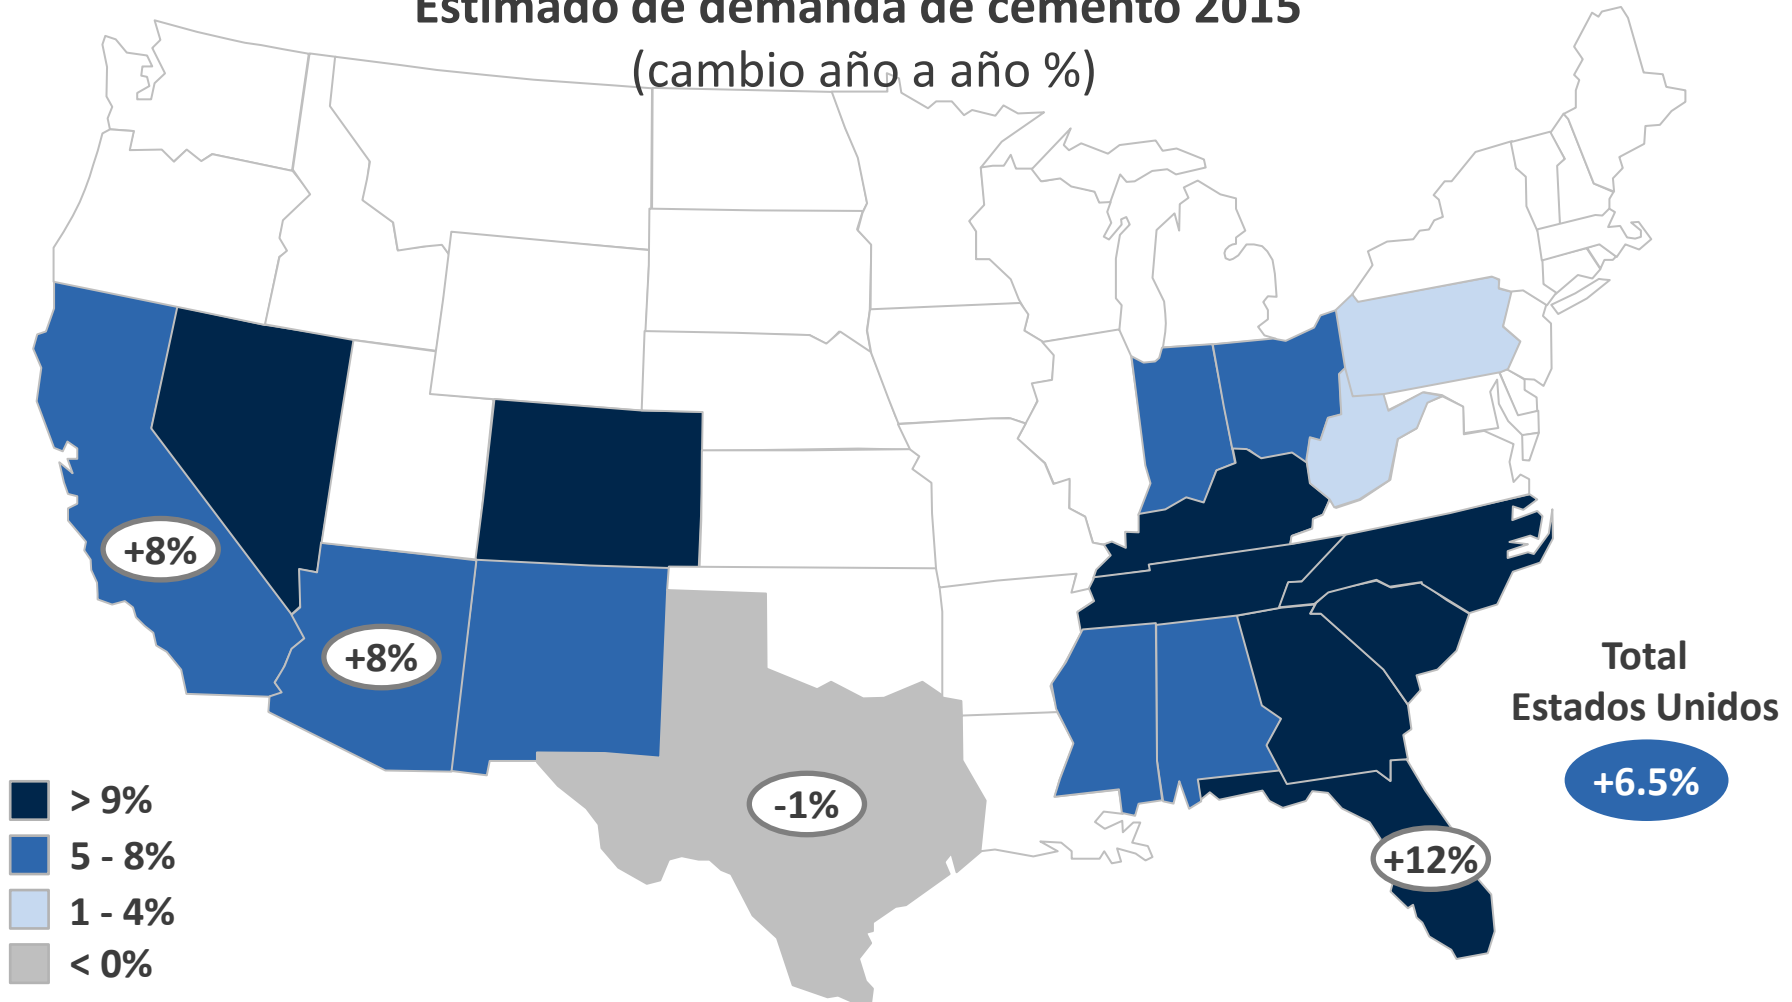 Estimado de demanda de cemento 2015
(cambio año a año %)
+8%
+8%
-1%
+12%
Total
Estados Unidos
+6.5%
> 9%
5 - 8%
1 - 4%
< 0%